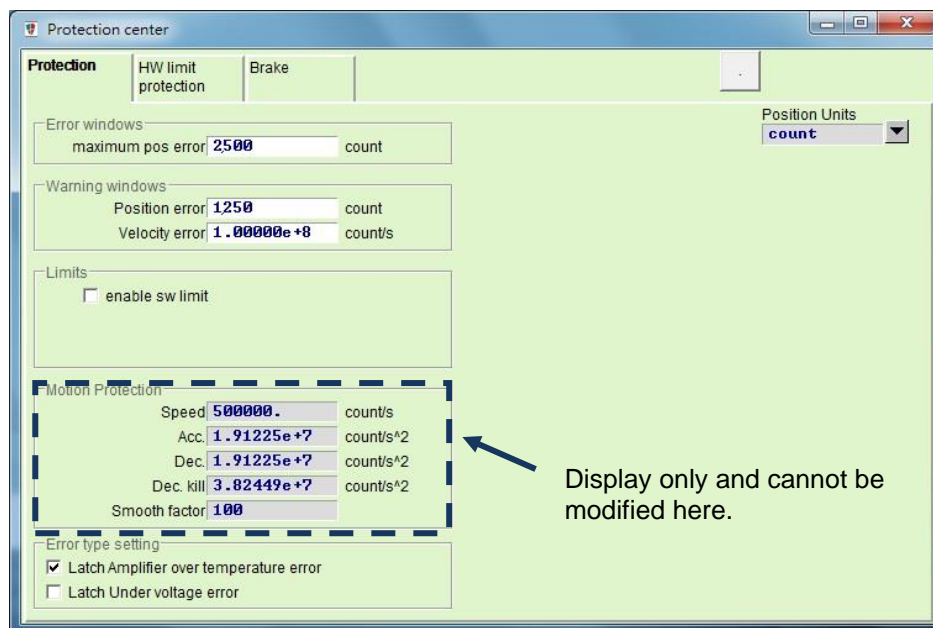 Protection center
Protection
HW limit
protection
Brake
.
Position Units
count
Error windows
maximum pos error 2,500 count
Warning windows
Position error 1,250 count
Velocity error 1.00000e+8 count/s
Limits
enable sw limit
Motion Protection
Speed 500000. count/s
Acc. 1.91225e+7 count/s^2
Dec. 1.91225e+7 count/s^2
Dec. kill 3.82449e+7 count/s^2
Smooth factor 100
Display only and cannot be
modified here.
Error type setting
Latch Amplifier over temperature error
Latch Under voltage error